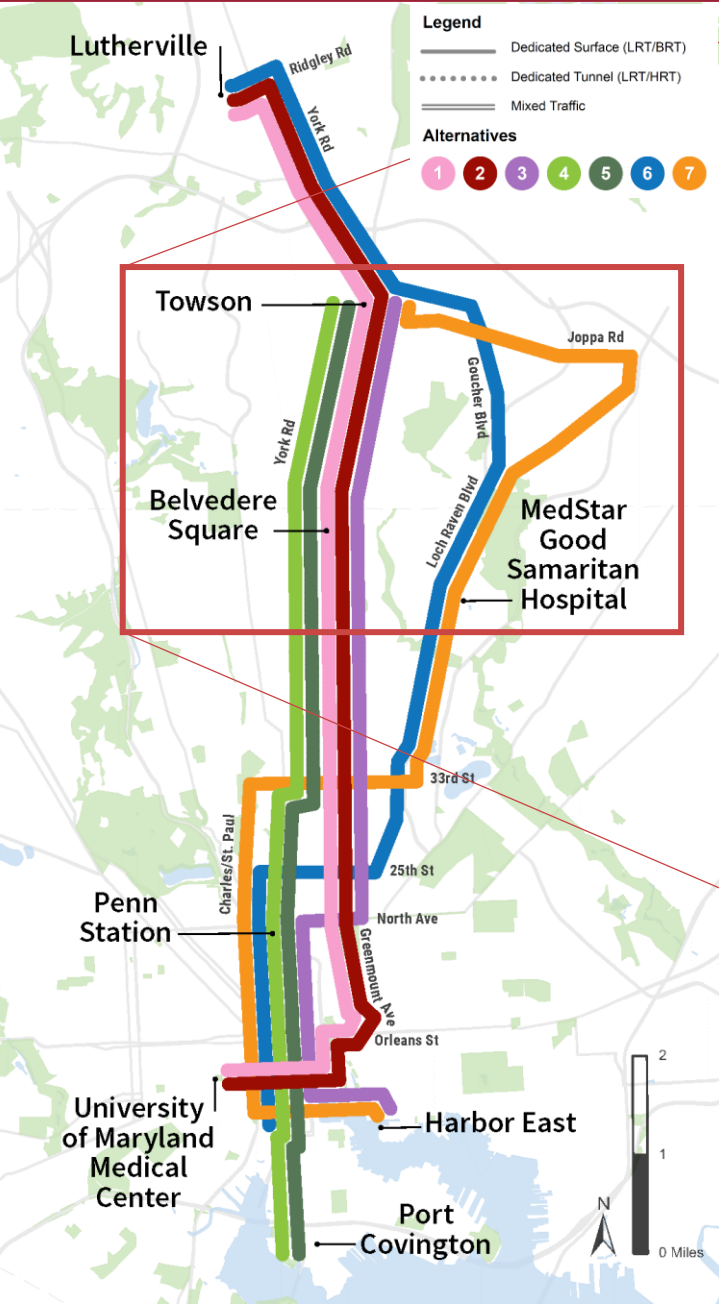 Legend
Dedicated Surface (LRT/BRT)
Dedicated Tunnel (LRT/HRT)
Mixed Traffic
Alternatives
1 2 3 4 5 6 7
Lutherville
Ridgley Rd
York Rd
Towson
Joppa Rd
Goucher Blvd
York Rd
Belvedere
Square
Loch Raven Blvd
MedStar
Good
Samaritan
Hospital
33rd St
Charles/St. Paul
25th St
Penn
Station
North Ave
Greenmount Ave
Orleans St
2
1
0 Miles
N
University
of Maryland
Medical
Center
Harbor East
Port
Covington